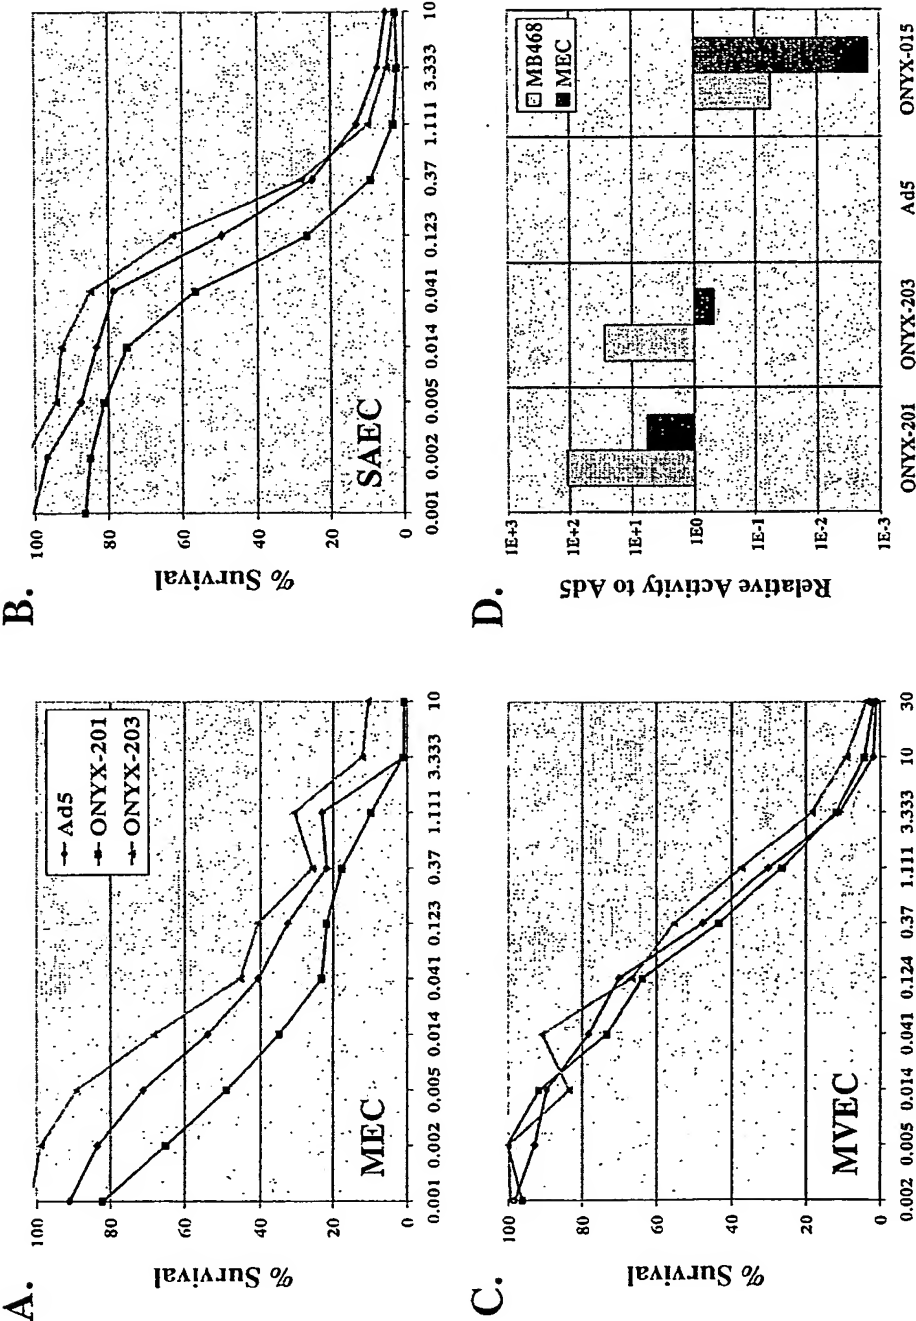 A.
% Survival
100
80
60
40
20
0
MEC
Ad5
ONYX-201
ONYX-203
0.001 0.002 0.005 0.014 0.041 0.123 0.37 1.111 3.333 10
B.
% Survival
100
80
60
40
20
0
SAEC
0.001 0.002 0.005 0.014 0.041 0.123 0.37 1.111 3.333 10
C.
% Survival
100
80
60
40
20
0
MVEC
0.002 0.005 0.014 0.041 0.124 0.37 1.111 3.333 10 30
D.
Relative Activity to Ad5
1E+3
1E+2
1E+1
1E0
1E-1
1E-2
1E-3
MB468
MEC
ONYX-201 ONYX-203 Ad5 ONYX-015